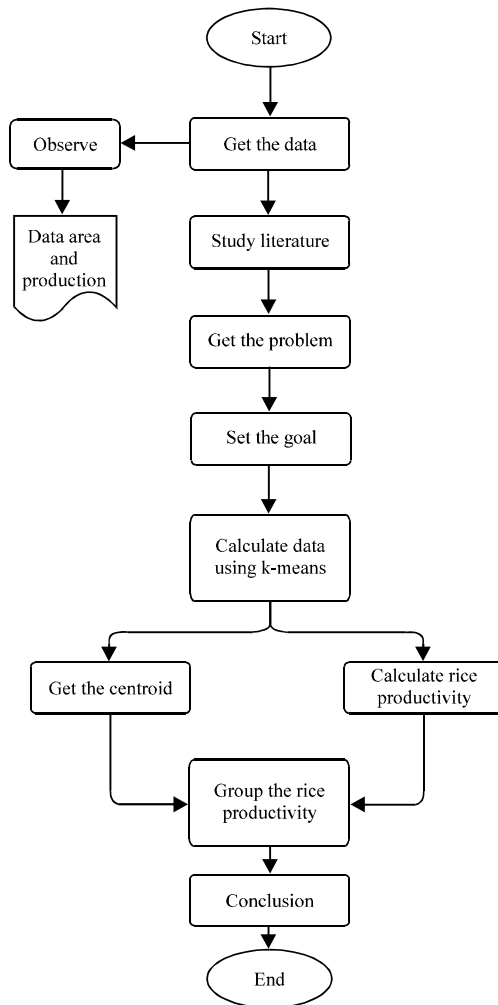 Start
Get the data
Observe
Data area
and
production
Study literature
Get the problem
Set the goal
Calculate data
using k-means
Get the centroid
Calculate rice
productivity
Group the rice
productivity
Conclusion
End